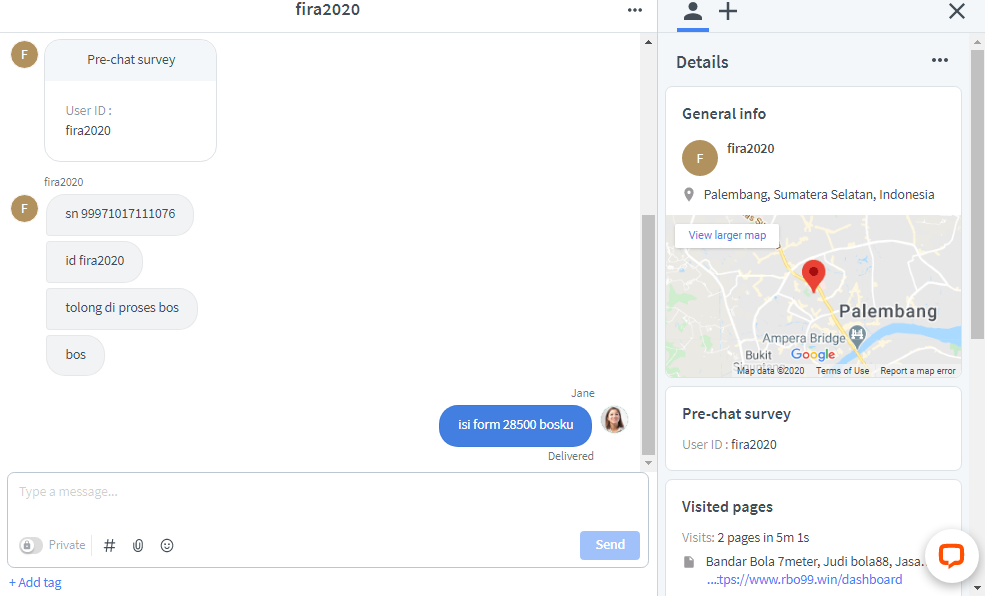 fira2020
F
Pre-chat survey
User ID :
fira2020
fira2020
F
sn 99971017111076
id fira2020
tolong di proses bos
bos
Jane
isi form 28500 bosku
Delivered
Type a message...
Private
Send
+ Add tag
Details
General info
F
fira2020
Palembang, Sumatera Selatan, Indonesia
View larger map
Palembang
Ampera Bridge
Bukit
Google
Map data ©2020 Terms of Use Report a map error
Pre-chat survey
User ID : fira2020
Visited pages
Visits: 2 pages in 5m 1s
Bandar Bola 7meter, Judi bola88, Jasa...
...:tps://www.rbo99.win/dashboard